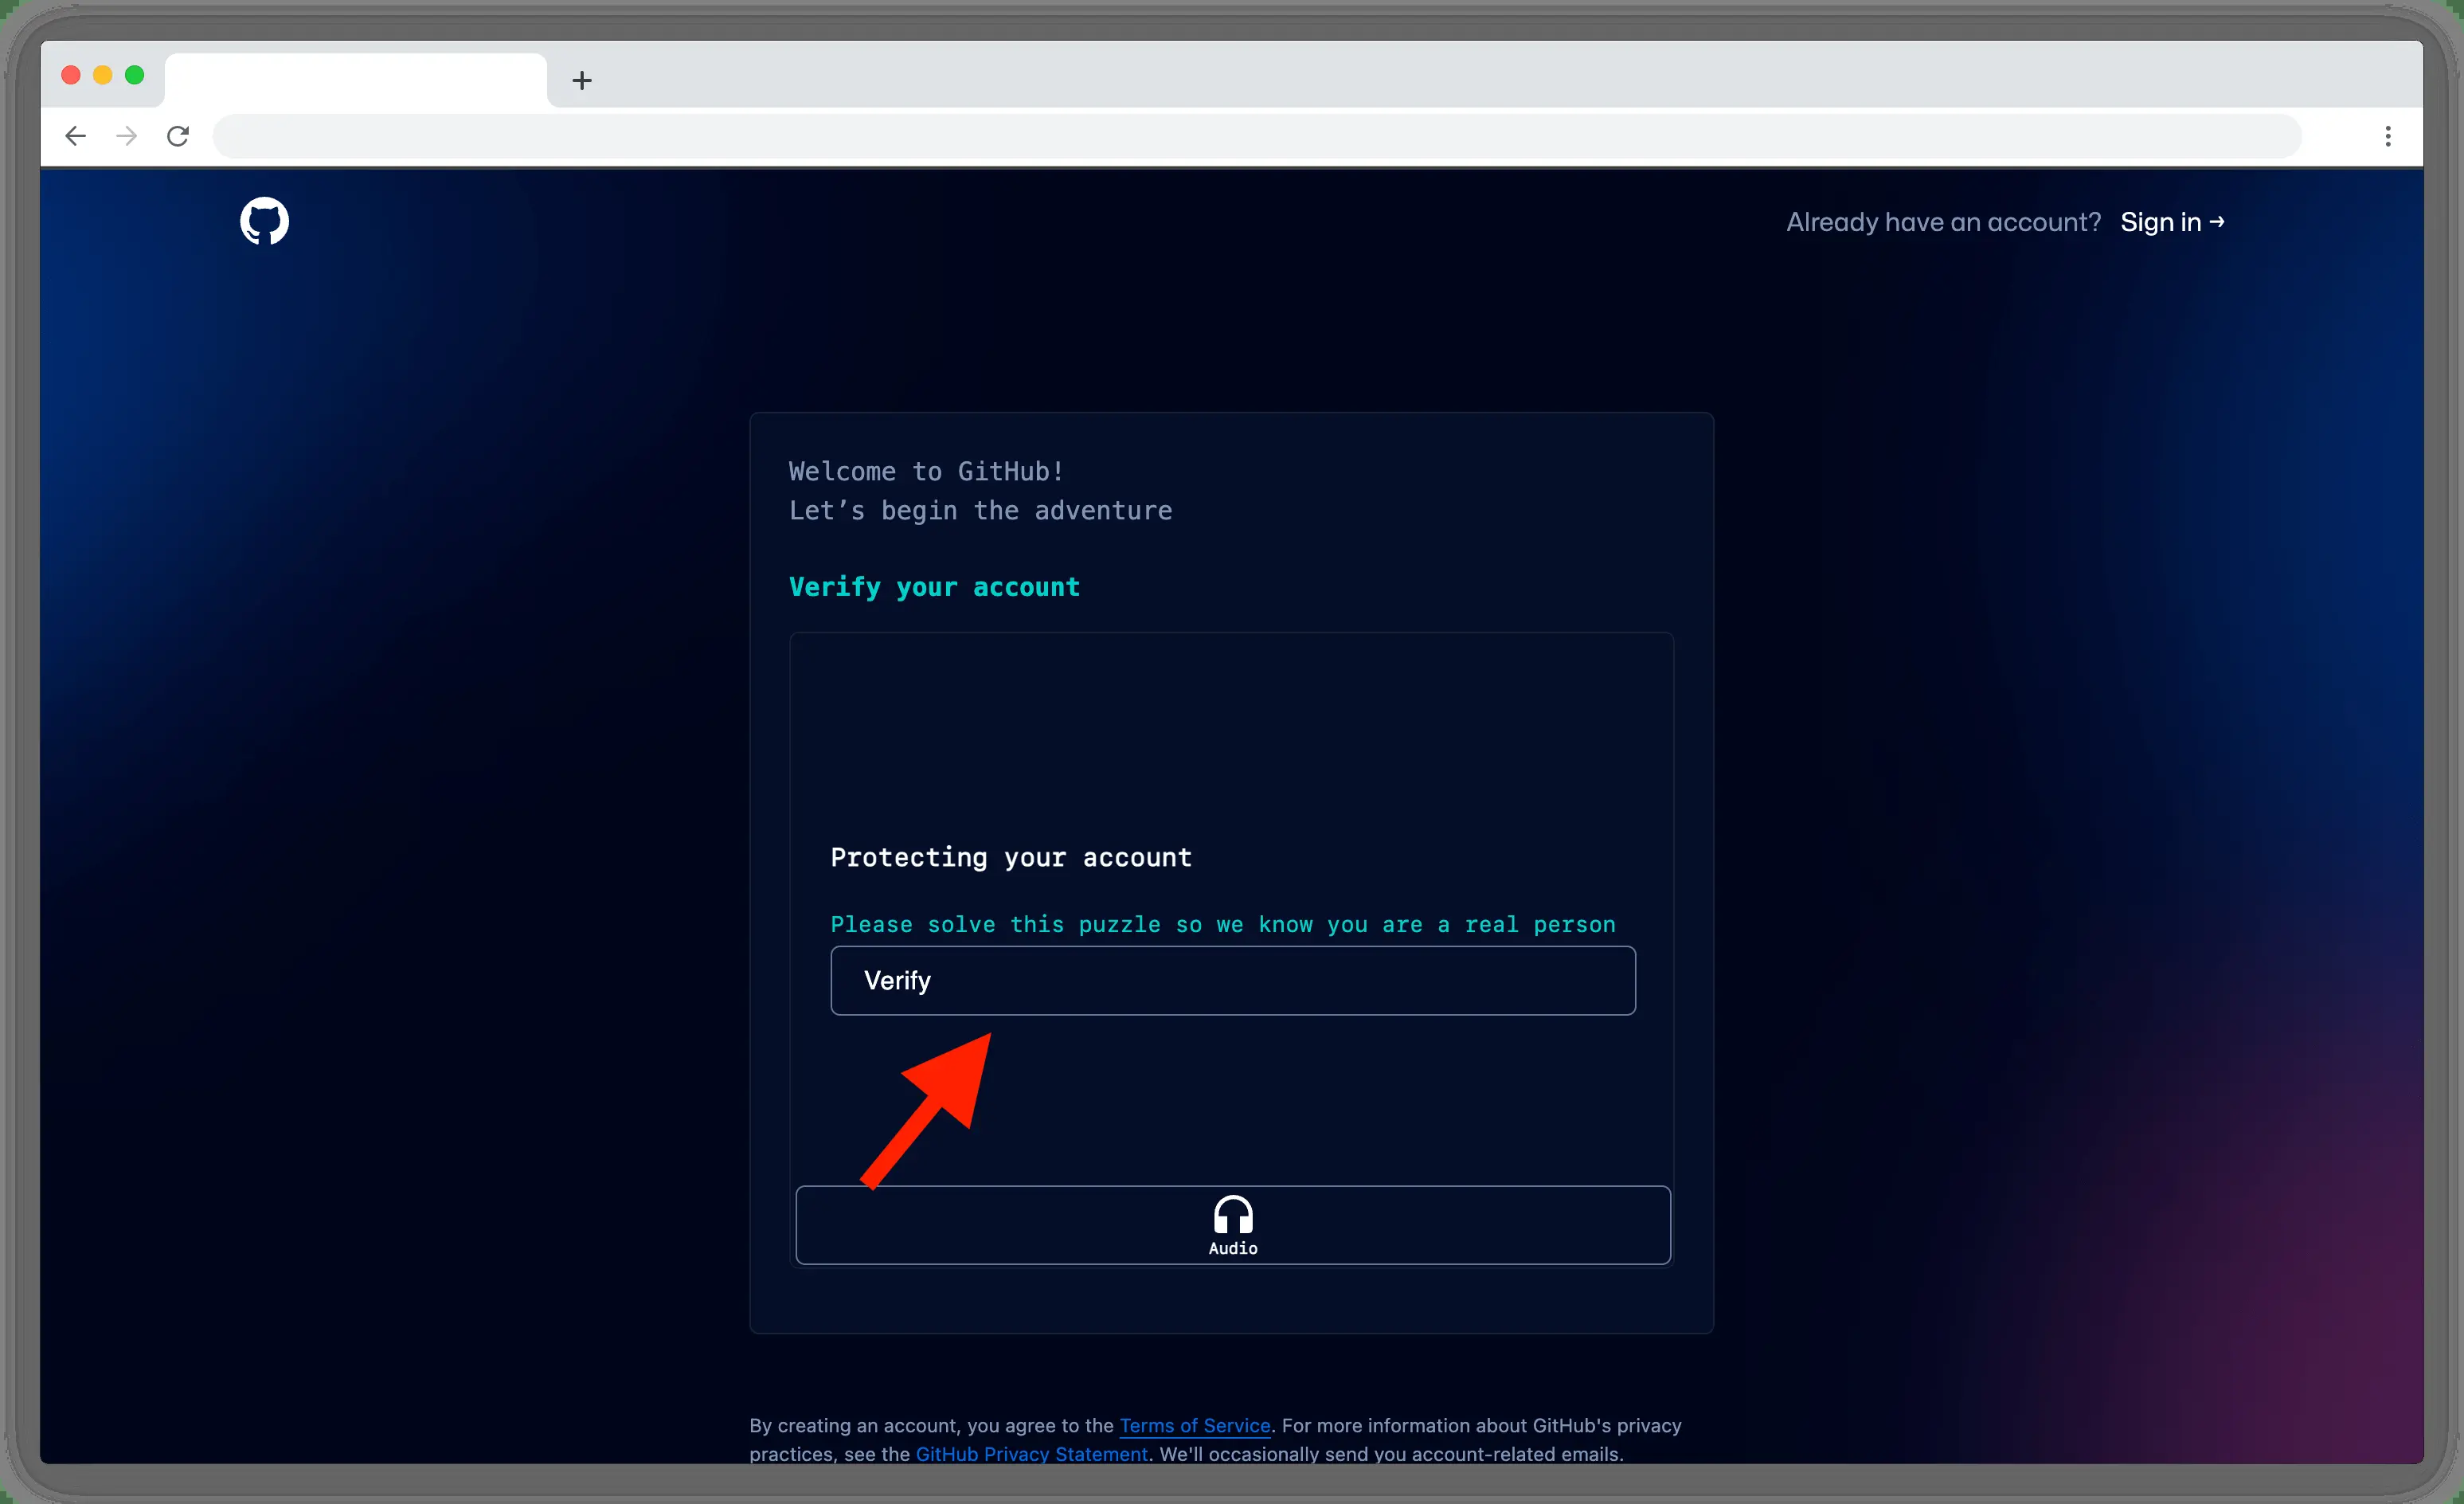 Already have an account? Sign in →
Welcome to GitHub!
Let’s begin the adventure
Verify your account
Protecting your account
Please solve this puzzle so we know you are a real person
Verify
Audio
By creating an account, you agree to the Terms of Service. For more information about GitHub's privacy
practices, see the GitHub Privacy Statement. We'll occasionally send you account-related emails.